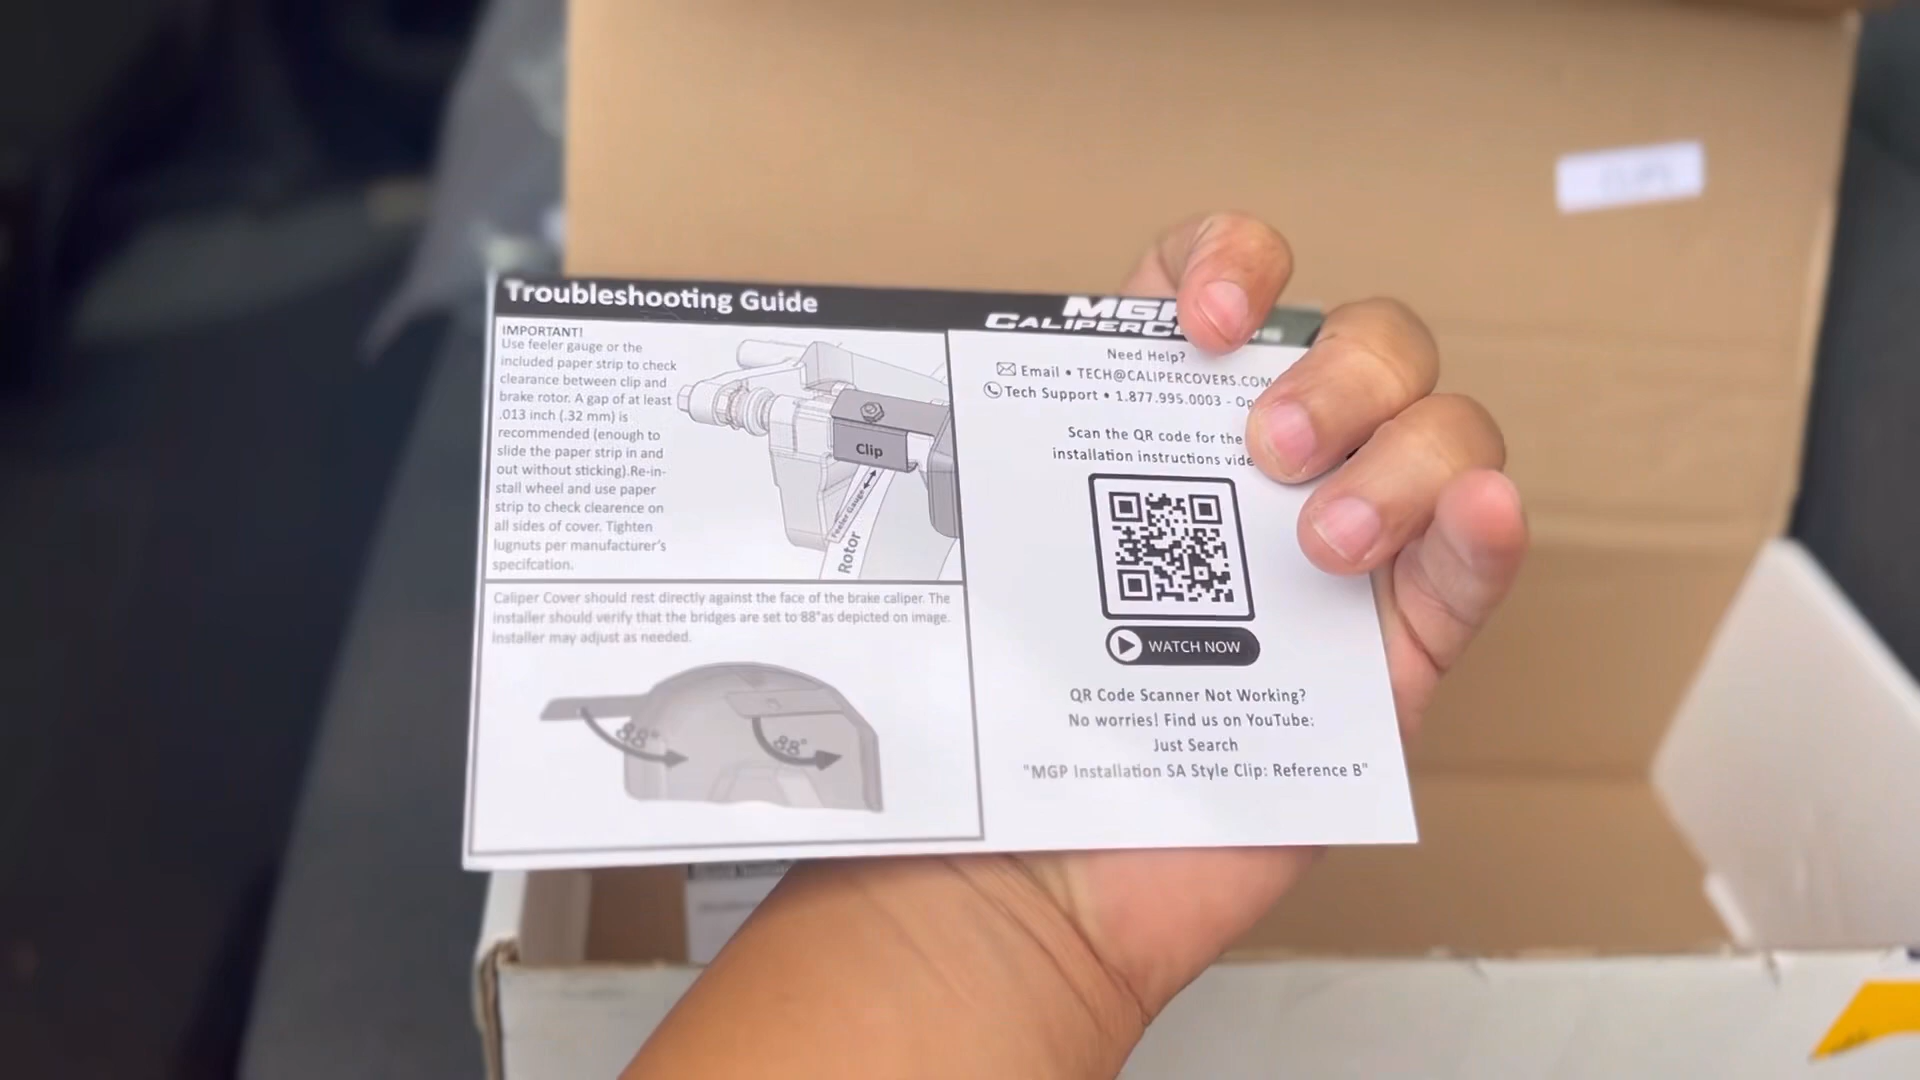 Troubleshooting Guide
IMPORTANT!
Use feeler gauge or the
included paper strip to check
clearance between clip and
brake rotor. A gap of at least
.013 inch (.32 mm) is
recommended (enough to
slide the paper strip in and
out without sticking).Re-in-
stall wheel and use paper
strip to check clearence on
all sides of cover. Tighten
lugnuts per manufacturer's
specifcation.
Clip
Feeler Gauge
Rotor
Caliper Cover should rest directly against the face of the brake caliper. The
installer should verify that the bridges are set to 88°as depicted on image.
Installer may adjust as needed.
88°
88°
MGP
CALIPERC
Need Help?
Email • TECH@CALIPERCOVERS.COM
Tech Support • 1.877.995.0003 - Op
Scan the QR code for the
installation instructions vide
WATCH NOW
QR Code Scanner Not Working?
No worries! Find us on YouTube:
Just Search
"MGP Installation SA Style Clip: Reference B"